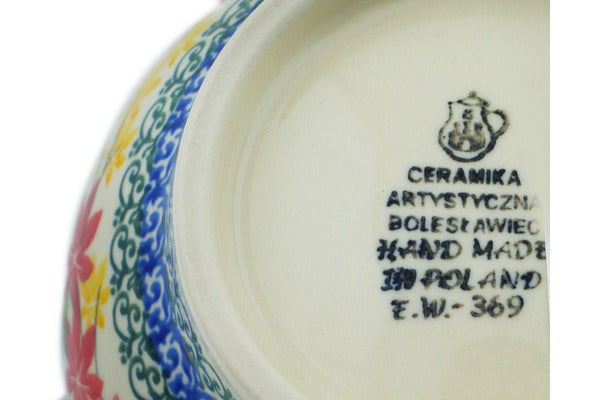 CERAMIKA
ARTYSTYCZNA
BOLESŁAWIEC
HAND MADE
IN POLAND
E.W.-369